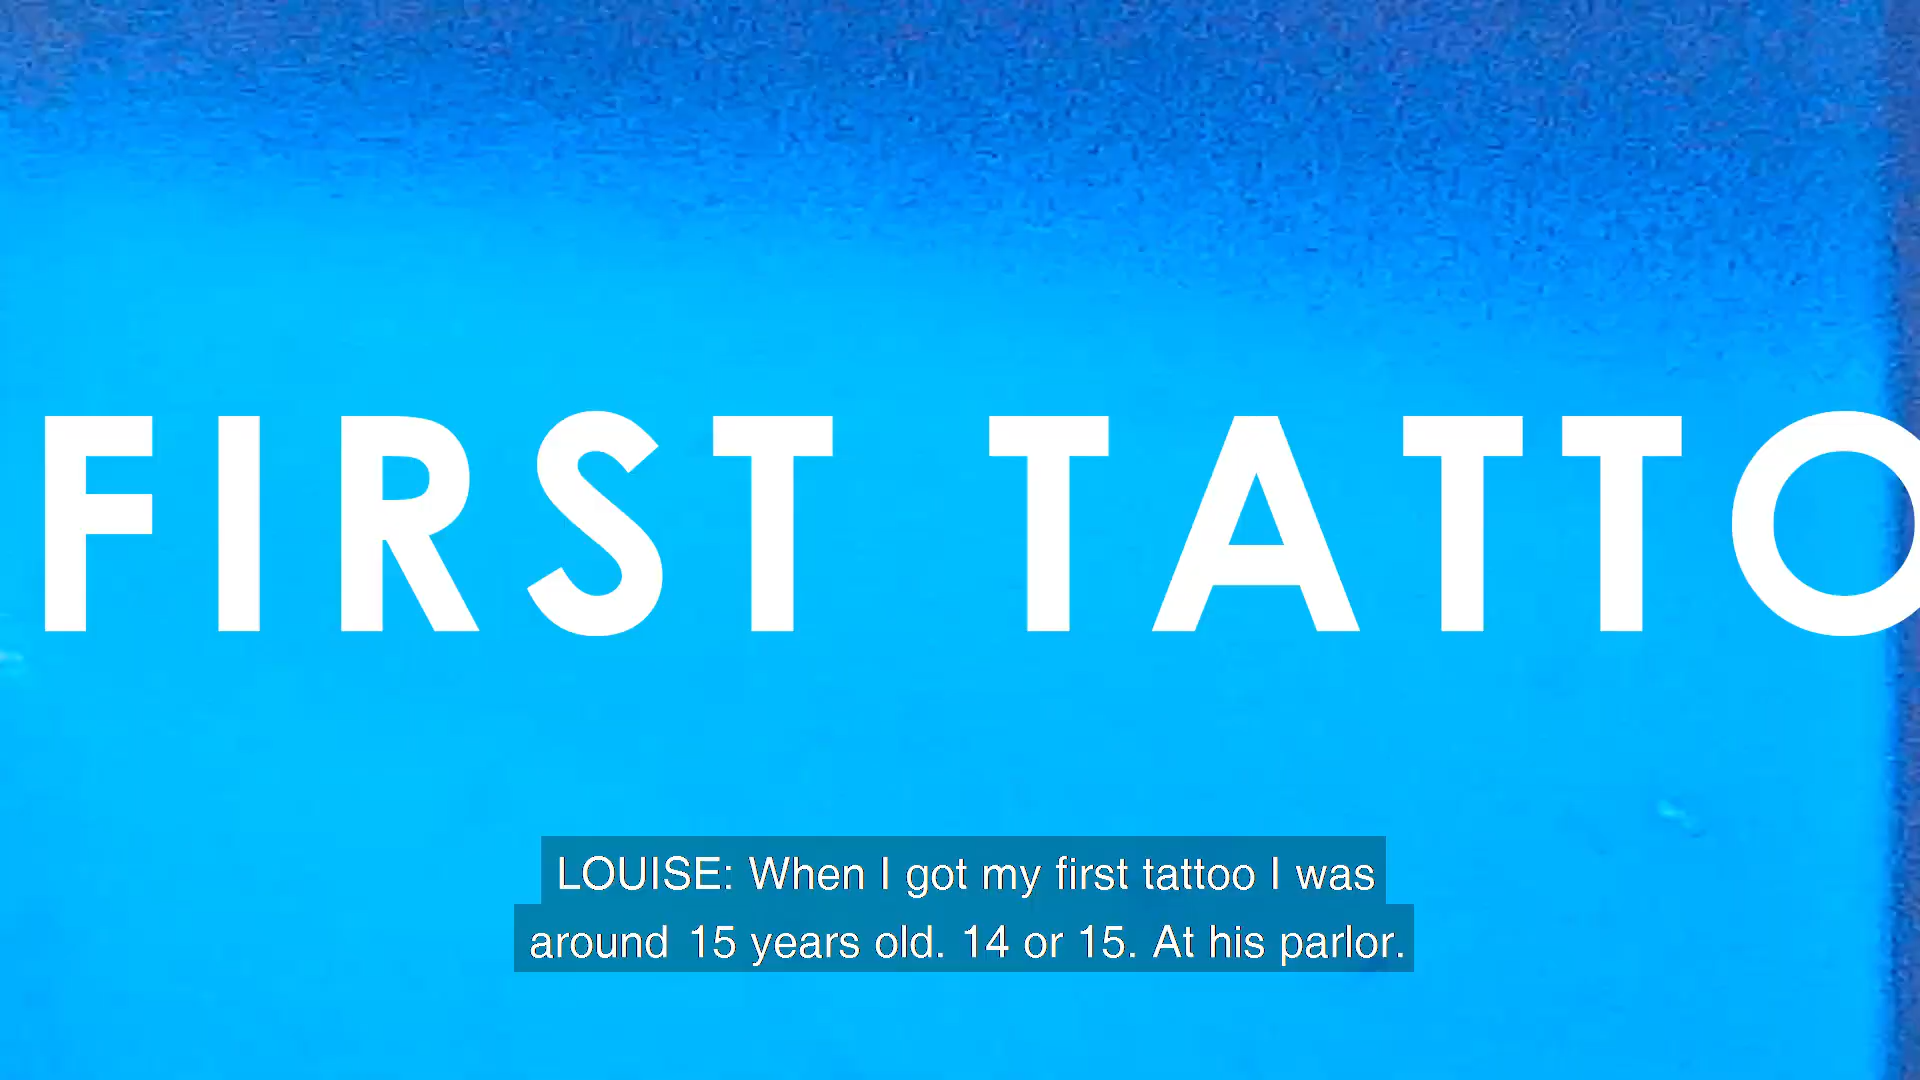 FIRST TATTO
LOUISE: When I got my first tattoo I was
around 15 years old. 14 or 15. At his parlor.